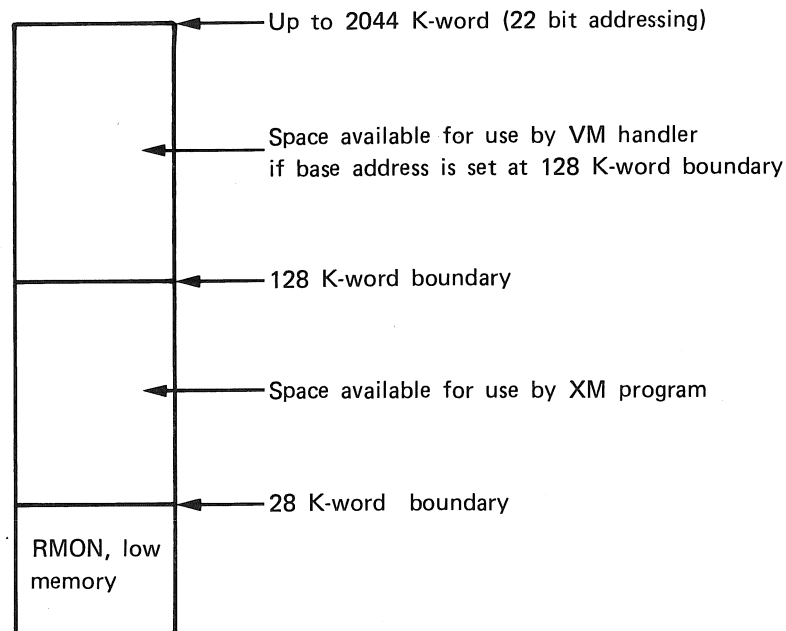 Up to 2044 K-word (22 bit addressing)
Space available for use by VM handler
if base address is set at 128 K-word boundary
128 K-word boundary
Space available for use by XM program
28 K-word boundary
RMON, low
memory